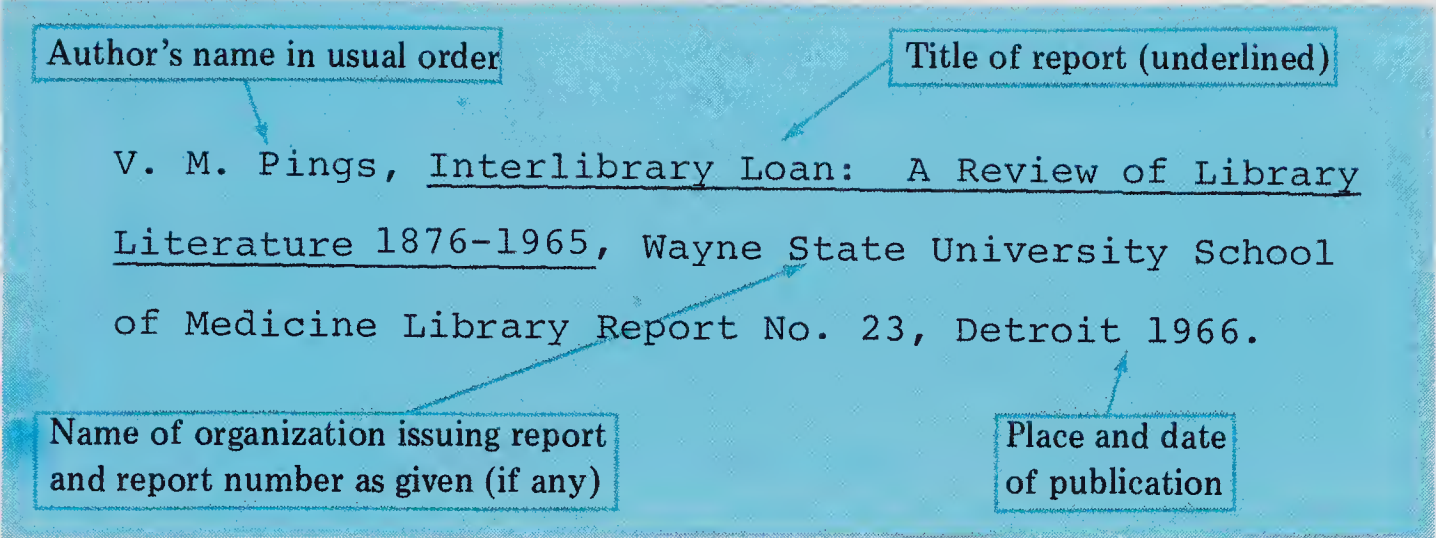 Author's name in usual order
Title of report (underlined)
V. M. Pings, Interlibrary Loan: A Review of Library
Literature 1876-1965, Wayne State University School
of Medicine Library Report No. 23, Detroit 1966.
Name of organization issuing report
and report number as given (if any)
Place and date
of publication